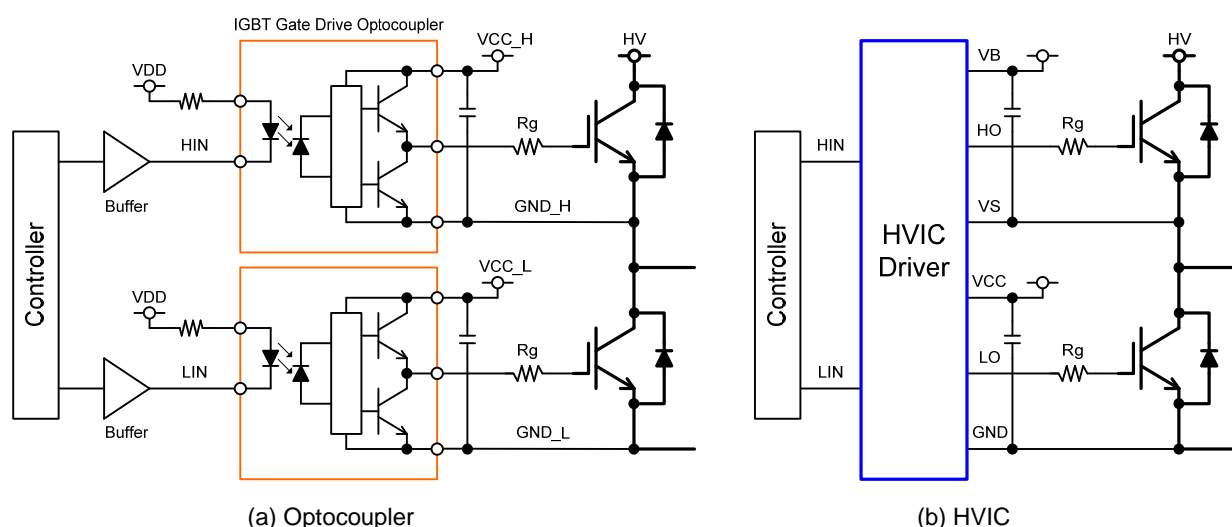 IGBT Gate Drive Optocoupler
VCC_H
HV
VDD
HIN
Rg
Buffer
GND_H
Controller
VCC_L
VDD
LIN
Rg
Buffer
GND_L
(a) Optocoupler
HV
VB
HIN
HO
Rg
VS
HVIC
Driver
Controller
VCC
LIN
LO
Rg
GND
(b) HVIC